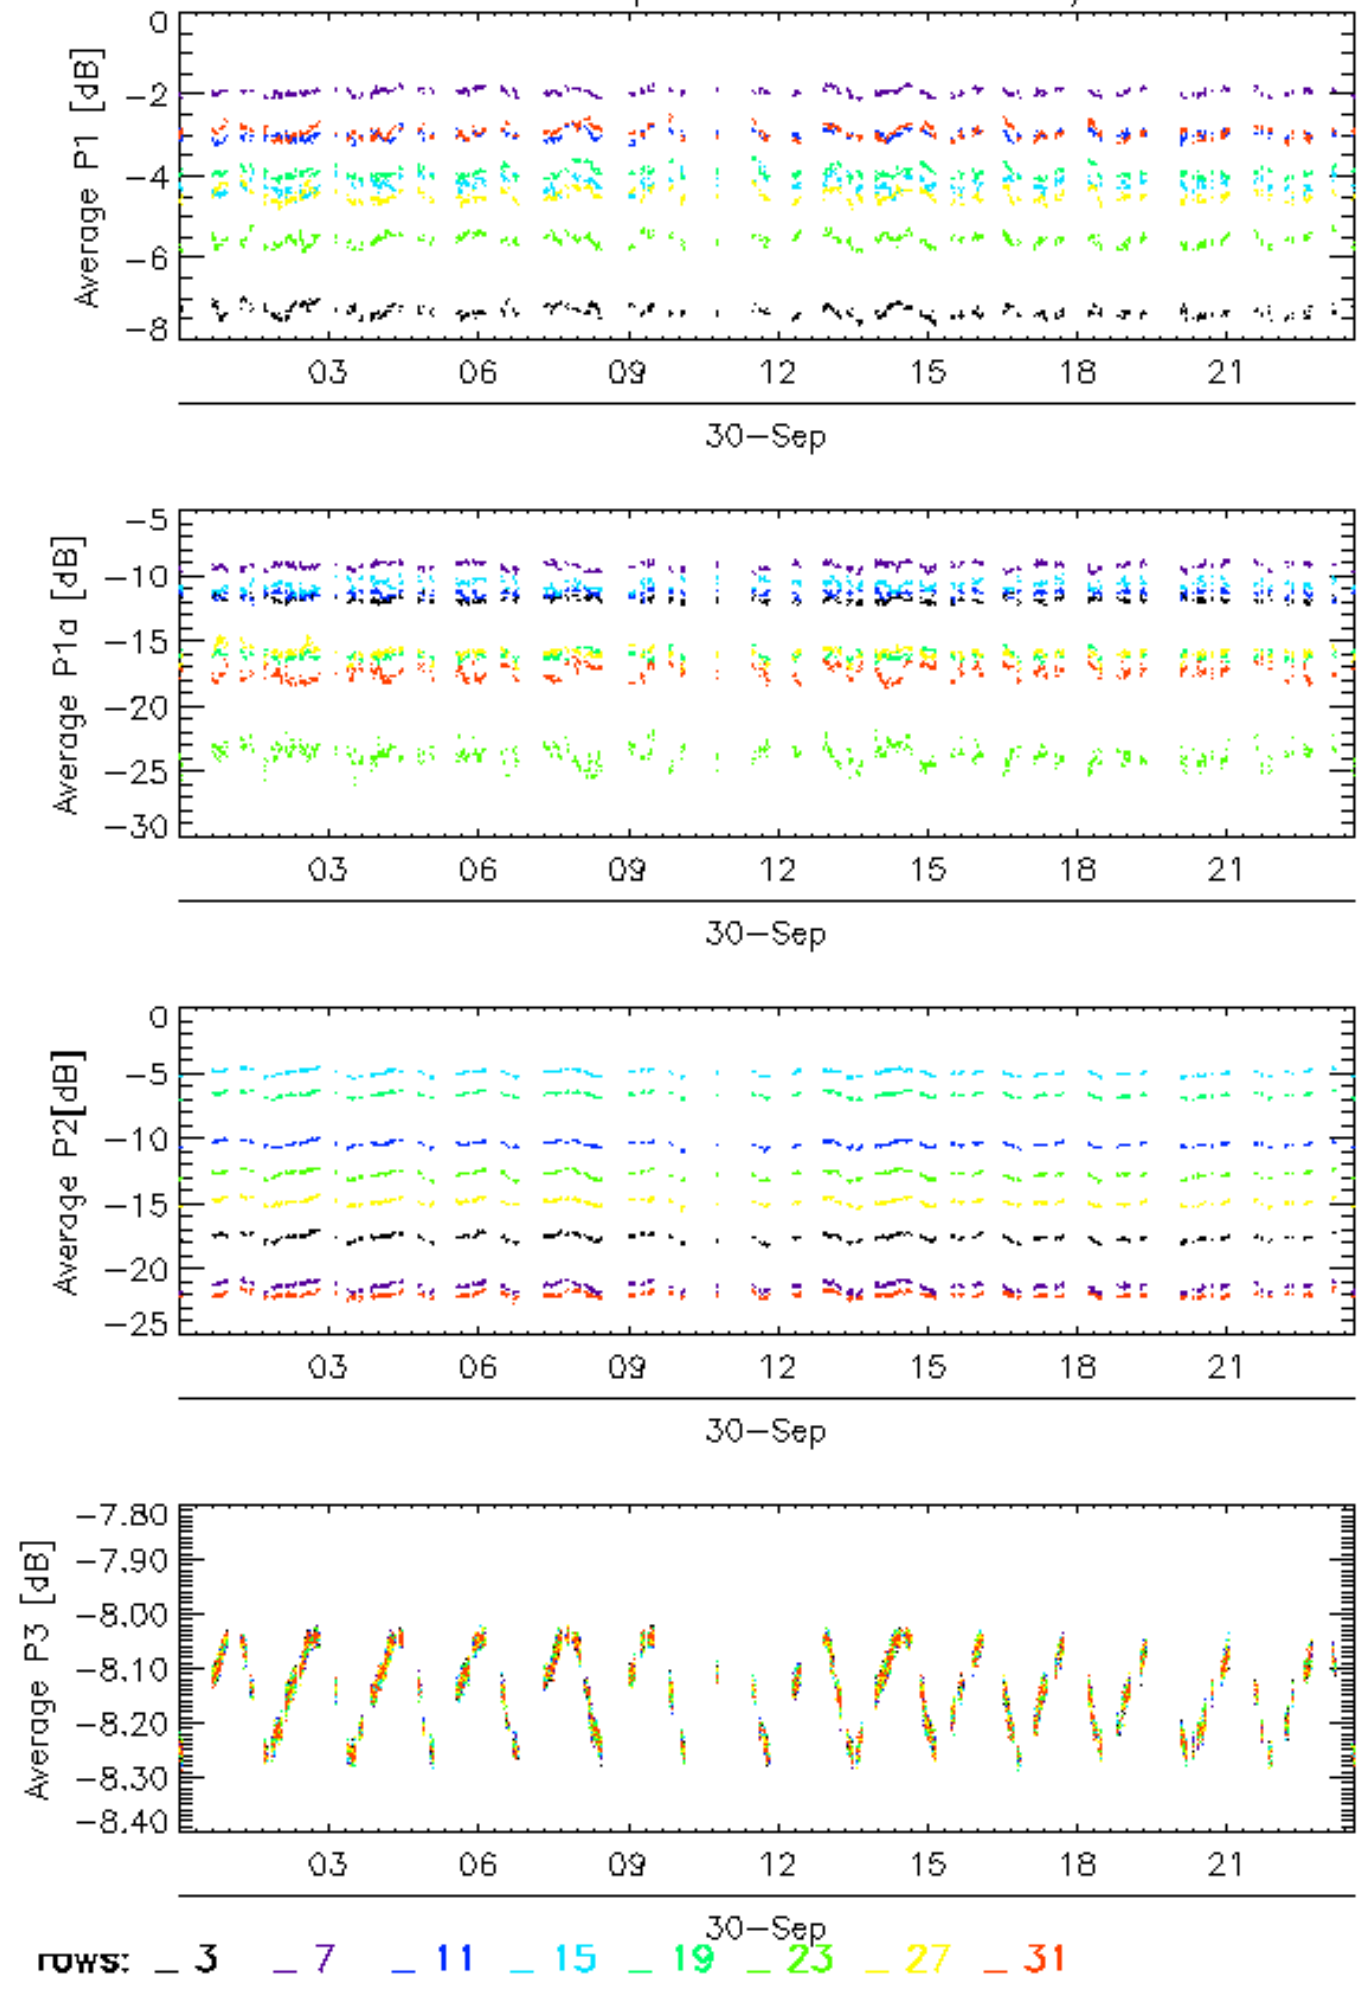 0
−2
−4
−6
−8
Average P1 [dB]
03 06 09 12 15 18 21
30−Sep
−5
−10
−15
−20
−25
−30
Average P1a [dB]
03 06 09 12 15 18 21
30−Sep
0
−5
−10
−15
−20
−25
Average P2[dB]
03 06 09 12 15 18 21
30−Sep
−7.80
−7.90
−8.00
−8.10
−8.20
−8.30
−8.40
Average P3 [dB]
03 06 09 12 15 18 21
30−Sep
rows: _ 3 _ 7 _ 11 _ 15 _ 19 _ 23 _ 27 _ 31